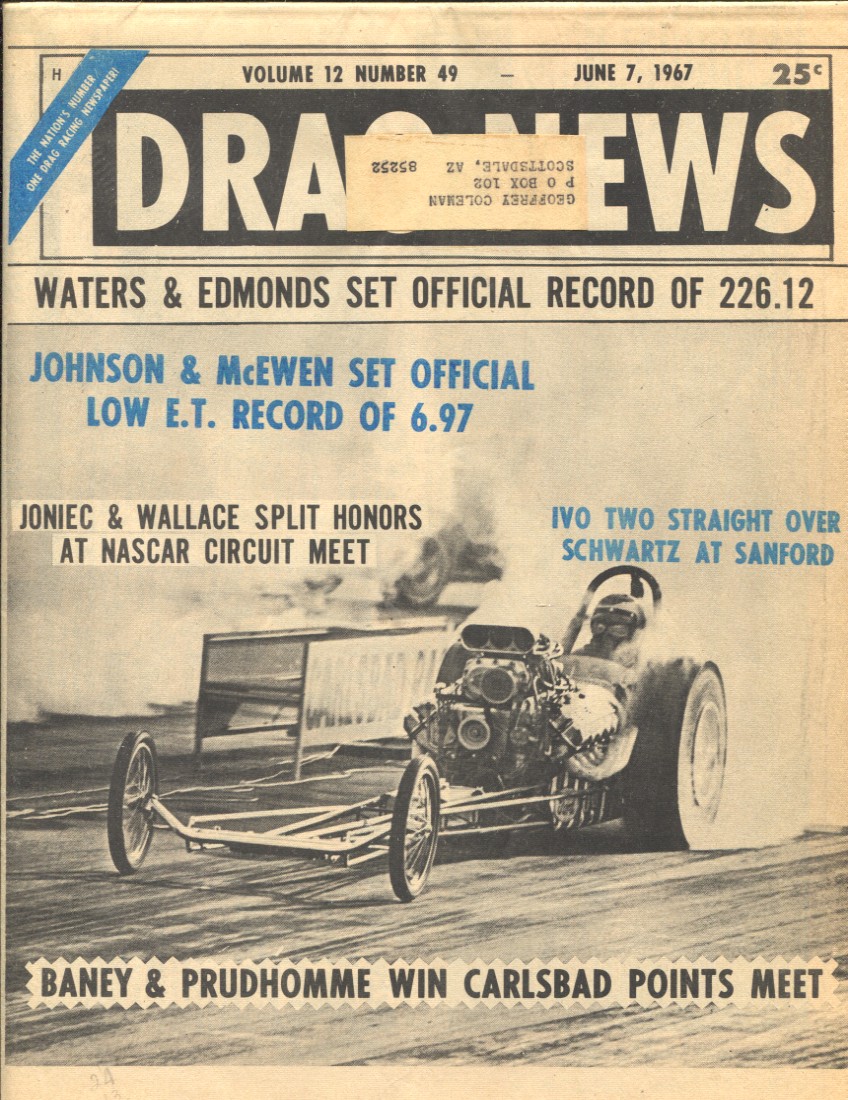 H
VOLUME 12 NUMBER 49 — JUNE 7, 1967 25¢
THE NATION'S NUMBER
ONE DRAG RACING NEWSPAPER!
DRAG NEWS
GEOFFREY COLEMAN
P O BOX 102
SCOTTSDALE, AZ 85252
WATERS & EDMONDS SET OFFICIAL RECORD OF 226.12
JOHNSON & McEWEN SET OFFICIAL
LOW E.T. RECORD OF 6.97
JONIEC & WALLACE SPLIT HONORS
AT NASCAR CIRCUIT MEET
IVO TWO STRAIGHT OVER
SCHWARTZ AT SANFORD
CARLSBAD
BANEY & PRUDHOMME WIN CARLSBAD POINTS MEET